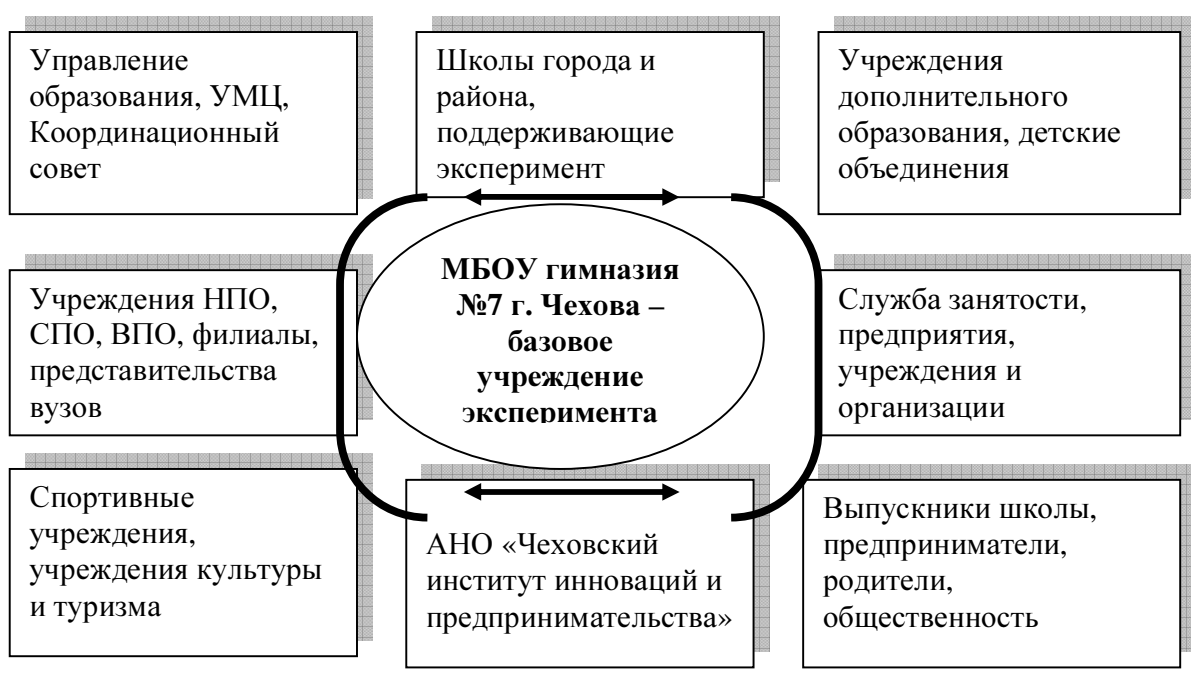 Управление
образования, УМЦ,
Координационный
совет
Школы города и
района,
поддерживающие
эксперимент
Учреждения
дополнительного
образования, детские
объединения
Учреждения НПО,
СПО, ВПО, филиалы,
представительства
вузов
МБОУ гимназия
№7 г. Чехова –
базовое
учреждение
эксперимента
Служба занятости,
предприятия,
учреждения и
организации
Спортивные
учреждения,
учреждения культуры
и туризма
АНО «Чеховский
институт инноваций и
предпринимательства»
Выпускники школы,
предприниматели,
родители,
общественность